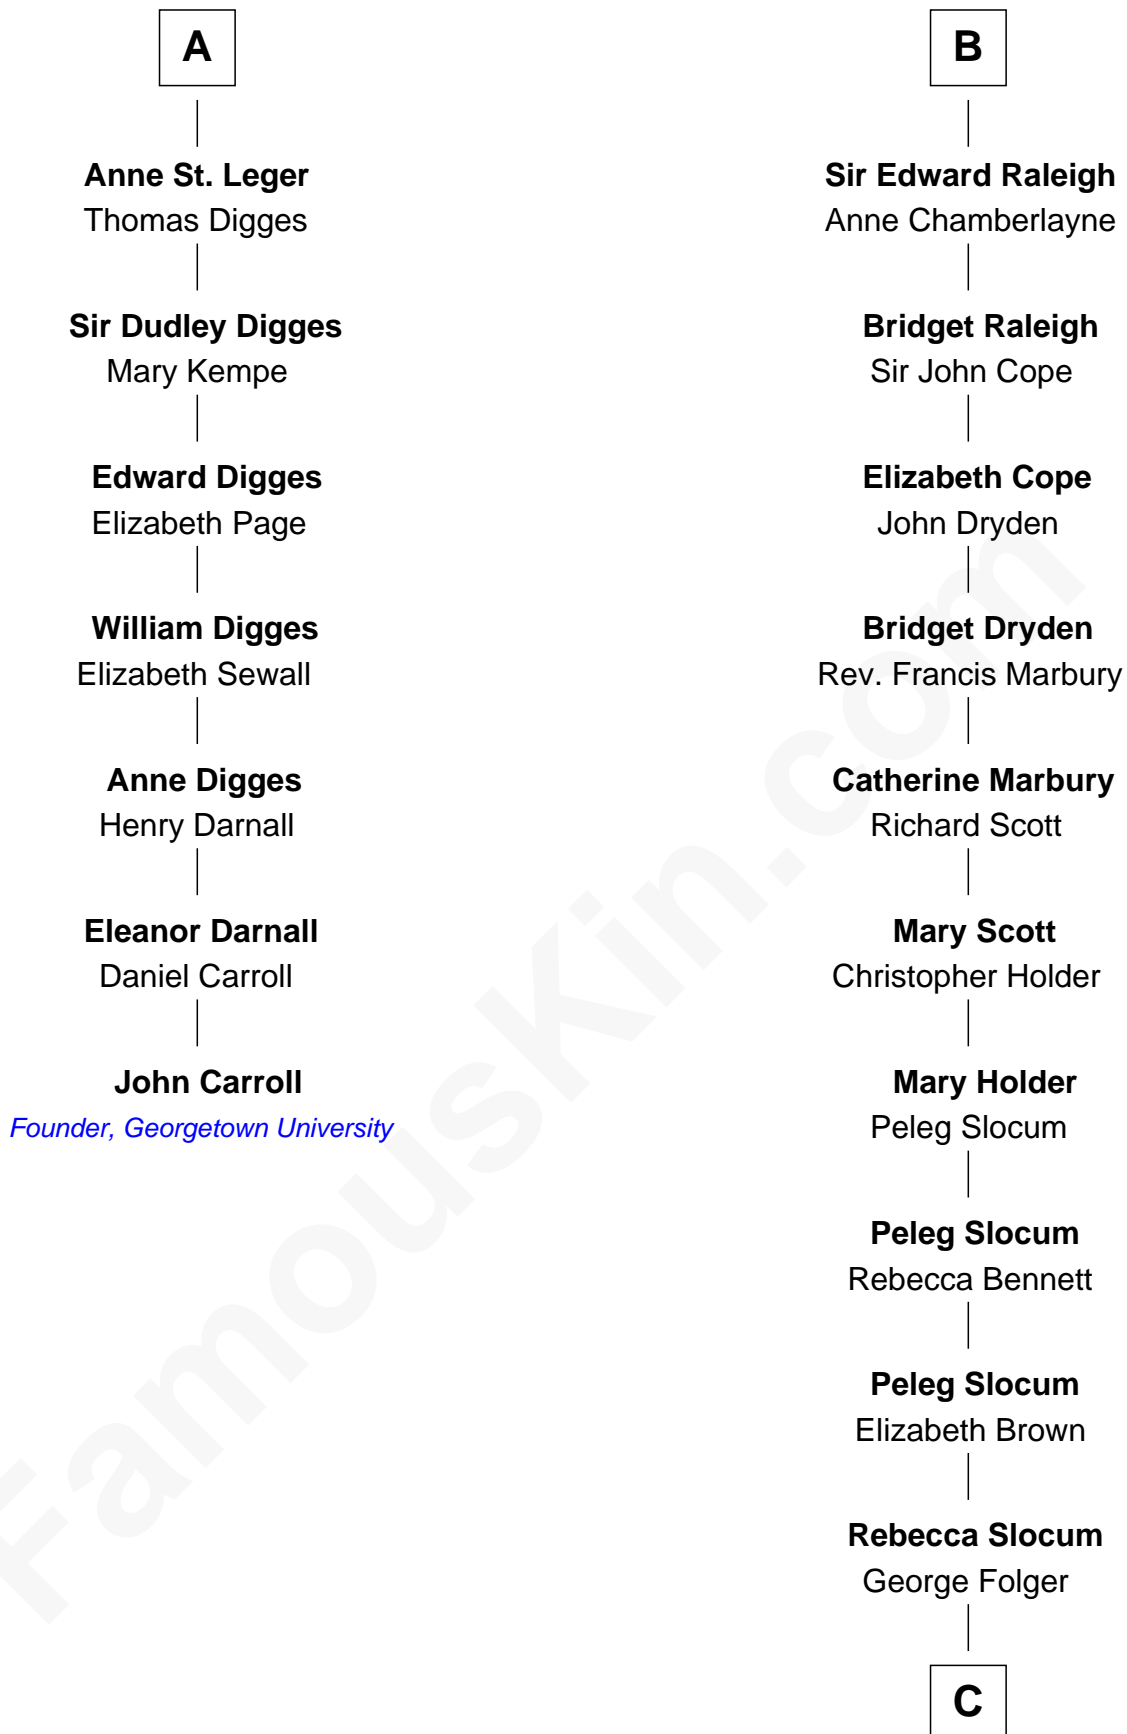 A
Anne St. Leger
Thomas Digges
Sir Dudley Digges
Mary Kempe
Edward Digges
Elizabeth Page
William Digges
Elizabeth Sewall
Anne Digges
Henry Darnall
Eleanor Darnall
Daniel Carroll
John Carroll
Founder, Georgetown University
B
Sir Edward Raleigh
Anne Chamberlayne
Bridget Raleigh
Sir John Cope
Elizabeth Cope
John Dryden
Bridget Dryden
Rev. Francis Marbury
Catherine Marbury
Richard Scott
Mary Scott
Christopher Holder
Mary Holder
Peleg Slocum
Peleg Slocum
Rebecca Bennett
Peleg Slocum
Elizabeth Brown
Rebecca Slocum
George Folger
C
FamousKin.com